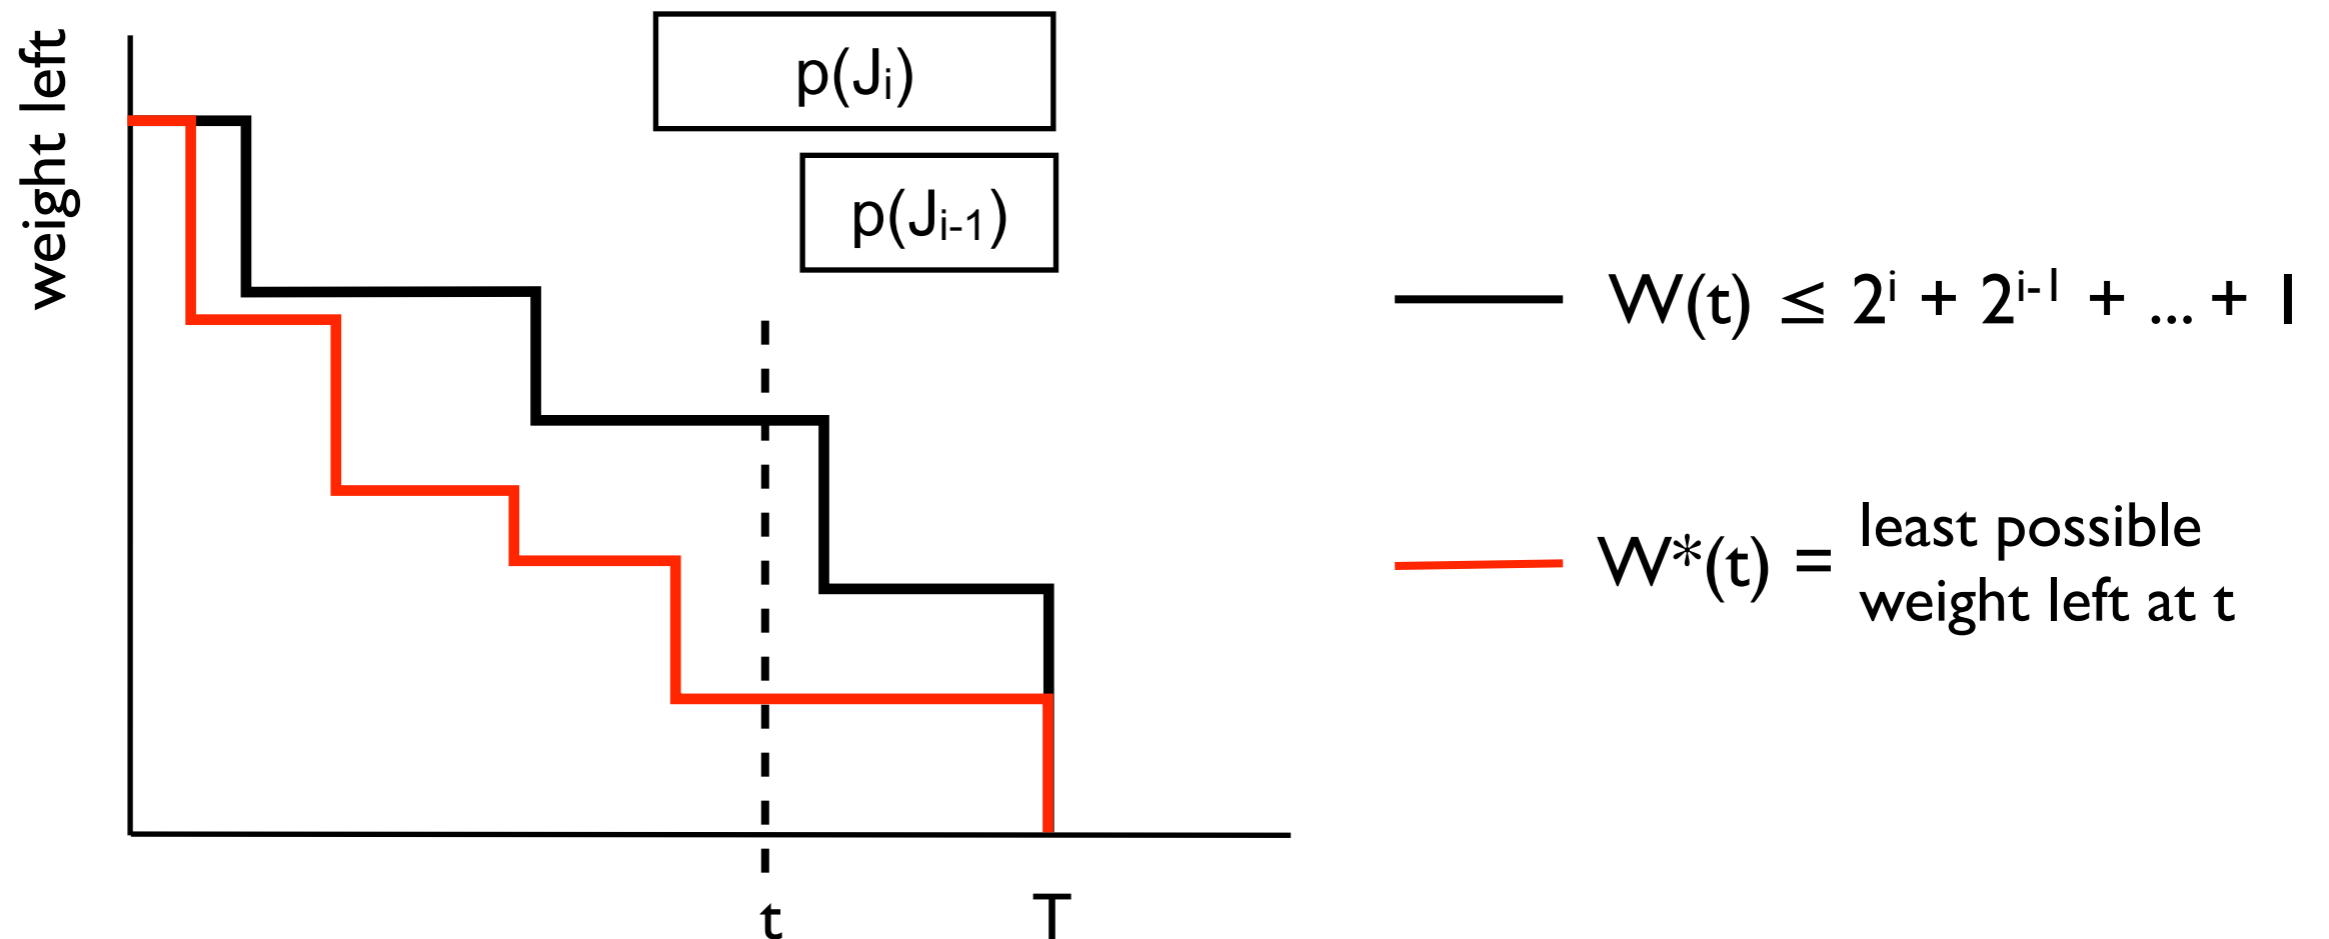 weight left
p(Jᵢ)
p(Jᵢ₋₁)
W(t) ≤ 2ⁱ + 2ⁱ⁻¹ + ... + 1
W*(t) = least possible
weight left at t
t
T